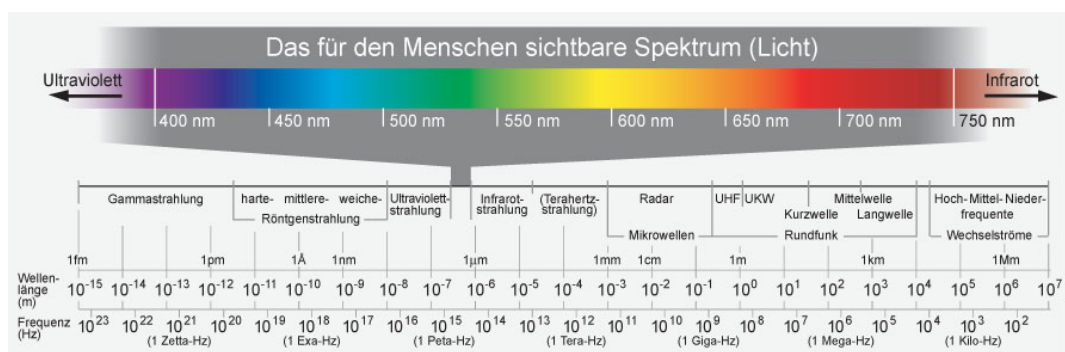 Das für den Menschen sichtbare Spektrum (Licht)
Ultraviolett
Infrarot
400 nm 450 nm 500 nm 550 nm 600 nm 650 nm 700 nm 750 nm
Gammastrahlung harte- mittlere- weiche- Ultraviolett- Infrarot- (Terahertz- Radar UHF UKW Mittelwelle Hoch- Mittel- Nieder-
Röntgenstrahlung strahlung strahlung strahlung) Kurzwelle Langwelle frequente
Mikrowellen Rundfunk Wechselströme
1fm 1pm 1Å 1nm 1µm 1mm 1cm 1m 1km 1Mm
Wellen-
länge
(m)
10⁻¹⁵ 10⁻¹⁴ 10⁻¹³ 10⁻¹² 10⁻¹¹ 10⁻¹⁰ 10⁻⁹ 10⁻⁸ 10⁻⁷ 10⁻⁶ 10⁻⁵ 10⁻⁴ 10⁻³ 10⁻² 10⁻¹ 10⁰ 10¹ 10² 10³ 10⁴ 10⁵ 10⁶ 10⁷
Frequenz
(Hz)
10²³ 10²² 10²¹ 10²⁰ 10¹⁹ 10¹⁸ 10¹⁷ 10¹⁶ 10¹⁵ 10¹⁴ 10¹³ 10¹² 10¹¹ 10¹⁰ 10⁹ 10⁸ 10⁷ 10⁶ 10⁵ 10⁴ 10³ 10²
(1 Zetta-Hz) (1 Exa-Hz) (1 Peta-Hz) (1 Tera-Hz) (1 Giga-Hz) (1 Mega-Hz) (1 Kilo-Hz)